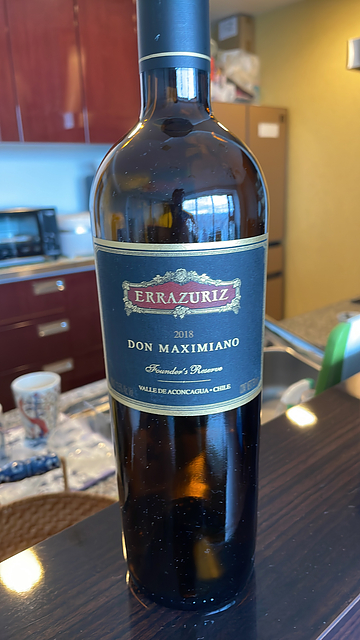 ERRAZURIZ
2018
DON MAXIMIANO
Founder's Reserve
VALLE DE ACONCAGUA • CHILE